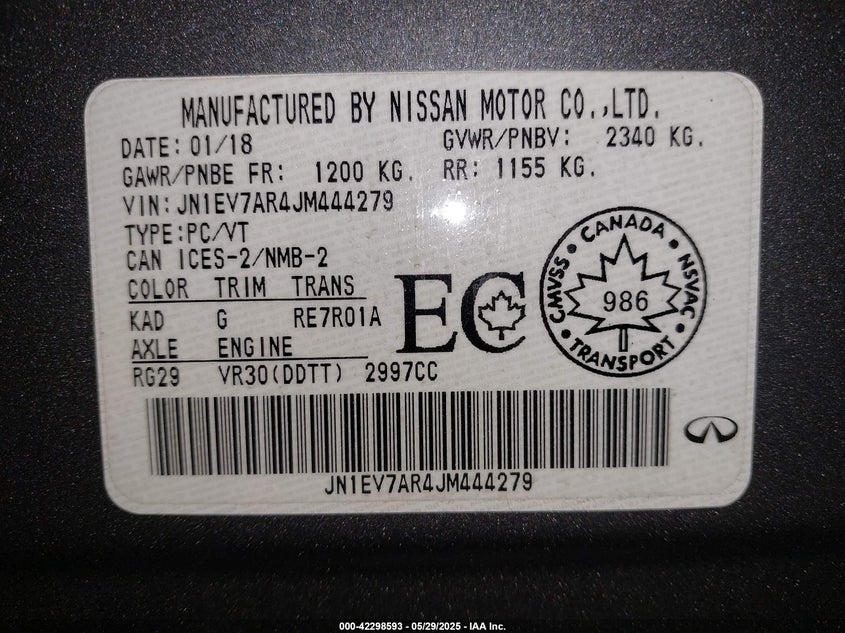 MANUFACTURED BY NISSAN MOTOR CO.,LTD.
DATE: 01/18 GVWR/PNBV: 2340 KG.
GAWR/PNBE FR: 1200 KG. RR: 1155 KG.
VIN: JN1EV7AR4JM444279
TYPE:PC/VT
CAN ICES-2/NMB-2
COLOR TRIM TRANS
KAD G RE7R01A
AXLE ENGINE
RG29 VR30(DDTT) 2997CC
EC
CANADA
CMVSS
986
NSVAC
TRANSPORT
JN1EV7AR4JM444279
000-42298593 - 05/29/2025 - IAA Inc.